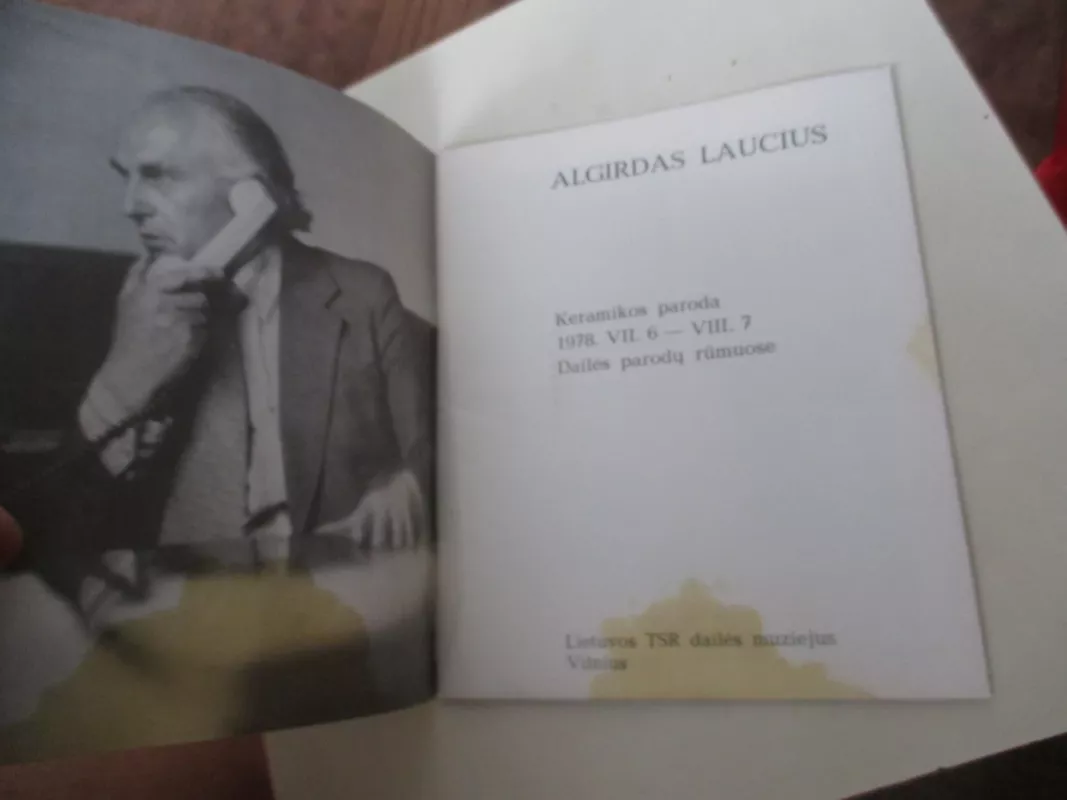 ALGIRDAS LAUCIUS
Keramikos paroda
1978. VII. 6 — VIII. 7
Dailės parodų rūmuose
Lietuvos TSR dailės muziejus
Vilnius